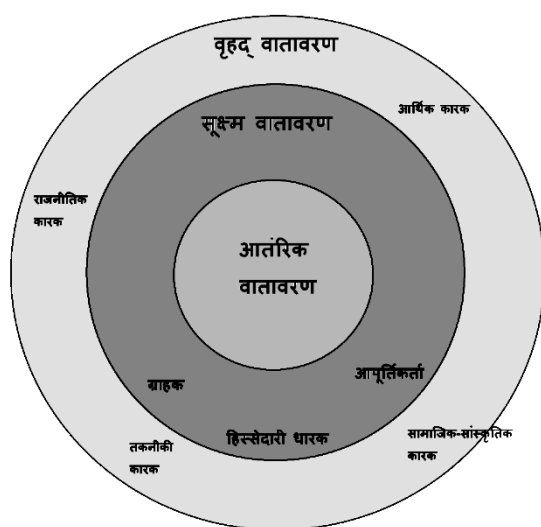 वृहद् वातावरण
आर्थिक कारक
सूक्ष्म वातावरण
राजनीतिक
कारक
आतंरिक
वातावरण
आपूर्तिकर्ता
ग्राहक
हिस्सेदारी धारक
सामाजिक-सांस्कृतिक
कारक
तकनीकी
कारक